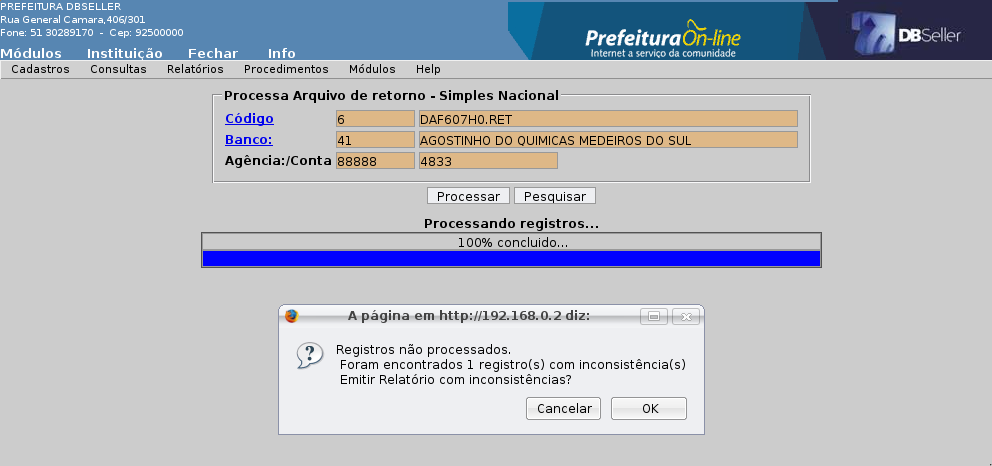 PREFEITURA DBSELLER
Rua General Camara,406/301
Fone: 51 30289170 - Cep: 92500000
Módulos Instituição Fechar Info
PrefeituraOn-line
Internet a serviço da comunidade
DBSeller
Cadastros Consultas Relatórios Procedimentos Módulos Help
Processa Arquivo de retorno - Simples Nacional
Código 6 DAF607H0.RET
Banco: 41 AGOSTINHO DO QUIMICAS MEDEIROS DO SUL
Agência:/Conta 88888 4833
Processar Pesquisar
Processando registros...
100% concluido...
A página em http://192.168.0.2 diz:
Registros não processados.
Foram encontrados 1 registro(s) com inconsistência(s)
Emitir Relatório com inconsistências?
Cancelar OK